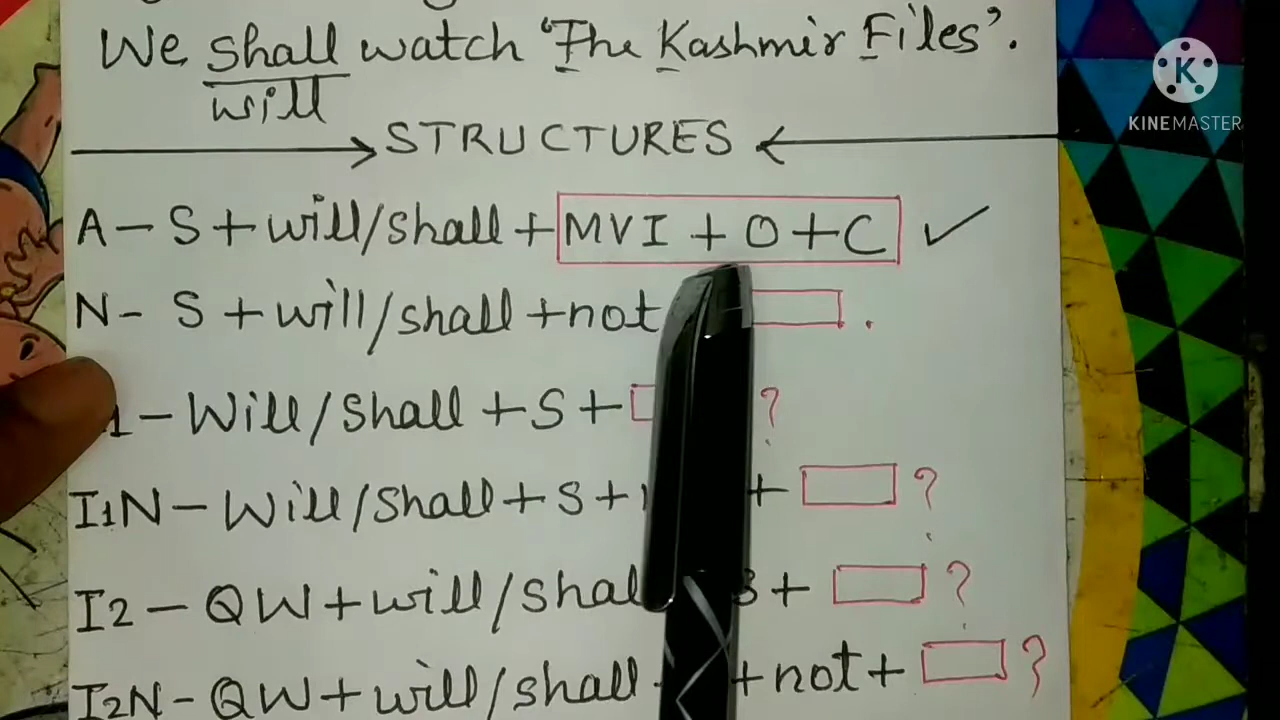 We shall watch 'The Kashmir Files'.
will
STRUCTURES
A - S + will/shall + MVI + O + C ✓
N - S + will/shall + not .
1 - Will/Shall + S + ?
I1N - Will/Shall + S + + ?
I2 - QW + will/shall + ?
I2N - QW + will/shall + not + ?
K
KINEMASTER